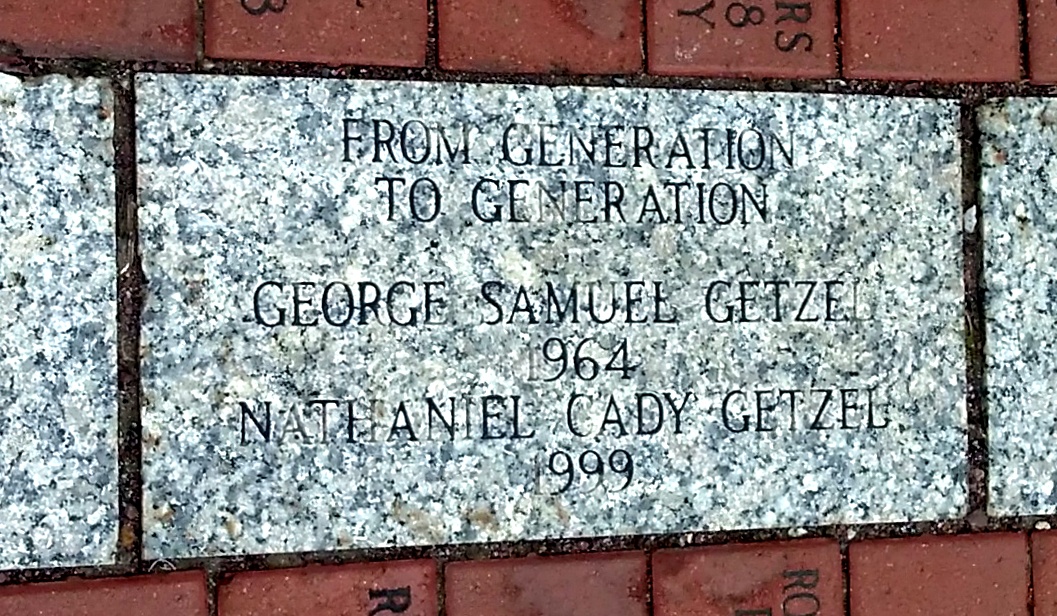 FROM GENERATION
TO GENERATION
GEORGE SAMUEL GETZEL
1964
NATHANIEL CADY GETZEL
1999